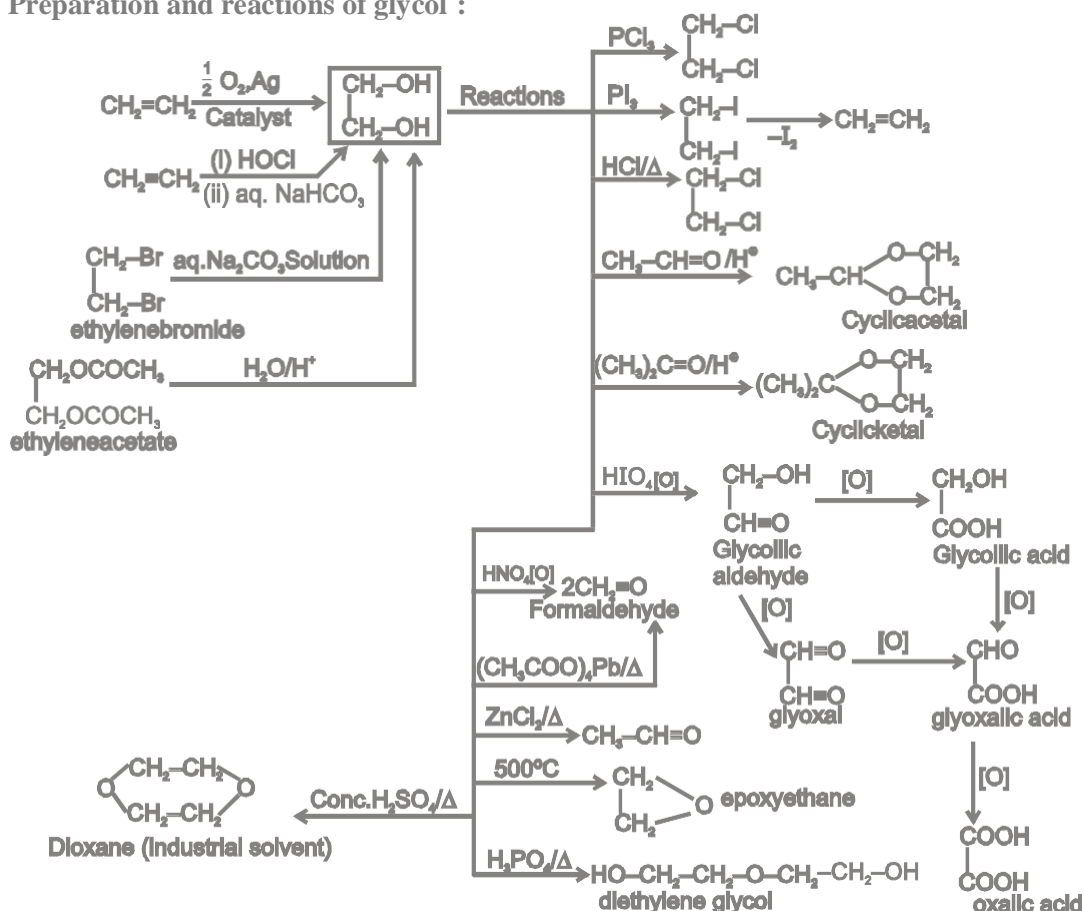 Preparation and reactions of glycol :
CH₂=CH₂ ½ O₂,Ag Catalyst
CH₂–OH
CH₂–OH
Reactions
CH₂=CH₂ (i) HOCl
(ii) aq. NaHCO₃
CH₂–Br
CH₂–Br
ethylenebromide
aq.Na₂CO₃Solution
CH₂OCOCH₃
CH₂OCOCH₃
ethyleneacetate
H₂O/H⁺
PCl₃
CH₂–Cl
CH₂–Cl
PI₃
CH₂–I
CH₂–I
–I₂
CH₂=CH₂
HCl/Δ
CH₂–Cl
CH₂–Cl
CH₃–CH=O/H⊕
CH₃–CH
O–CH₂
O–CH₂
Cyclicacetal
(CH₃)₂C=O/H⊕
(CH₃)₂C
O–CH₂
O–CH₂
Cyclicketal
HIO₄[O]
CH₂–OH
CH=O
Glycollic
aldehyde
[O]
CH₂OH
COOH
Glycollic acid
[O]
[O]
CH=O
CH=O
glyoxal
[O]
CHO
COOH
glyoxalic acid
[O]
COOH
COOH
oxalic acid
HNO₄[O]
2CH₂=O
Formaldehyde
(CH₃COO)₄Pb/Δ
ZnCl₂/Δ
CH₃–CH=O
500ºC
CH₂
CH₂
O
epoxyethane
Conc.H₂SO₄/Δ
CH₂–CH₂
O O
CH₂–CH₂
Dioxane (Industrial solvent)
H₃PO₄/Δ
HO–CH₂–CH₂–O–CH₂–CH₂–OH
diethylene glycol